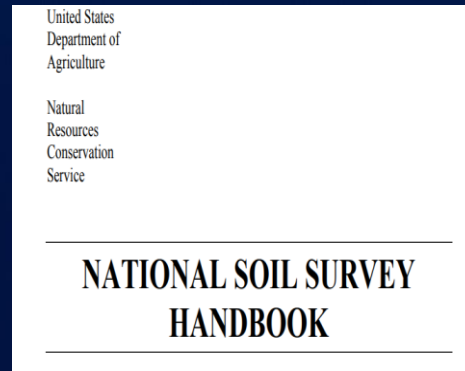 United States
Department of
Agriculture
Natural
Resources
Conservation
Service
NATIONAL SOIL SURVEY
HANDBOOK